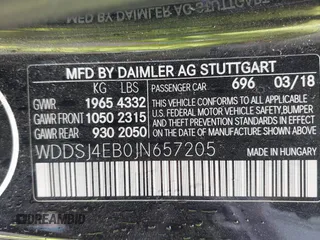 MFD BY DAIMLER AG STUTTGART
KG LBS PASSENGER CAR 696 03/18
GVWR 1965 4332
GAWR FRONT 1050 2315
GAWR REAR 930 2050
THIS VEHICLE CONFORMS TO ALL APPLICABLE FEDERAL MOTOR VEHICLE SAFETY, BUMPER, AND THEFT PREVENTION STANDARDS IN EFFECT ON THE DATE OF MANUFACTURE SHOWN ABOVE.
WDDSJ4EB0JN657205
MADE IN HUNGARY
DREAMBID